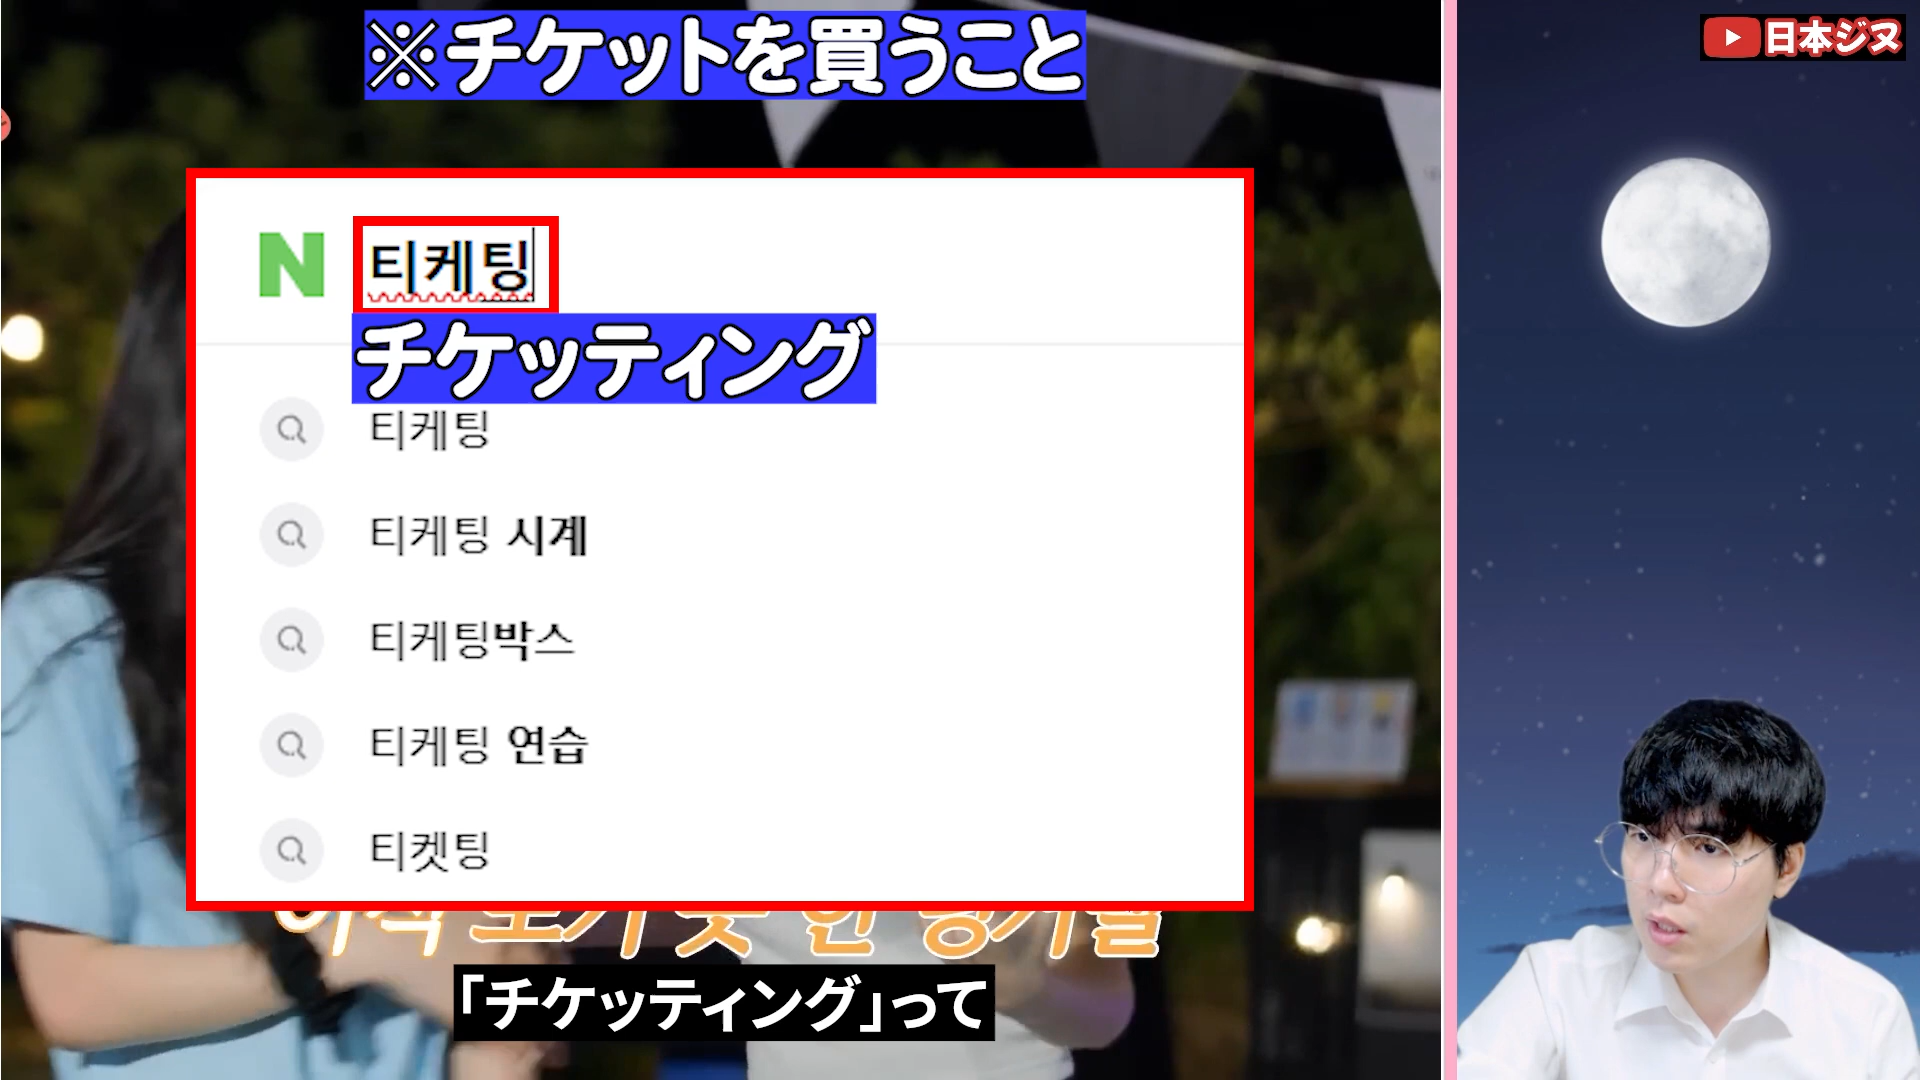 ※チケットを買うこと
日本ジヌ
N 티케팅
チケッティング
티케팅
티케팅 시계
티케팅박스
티케팅 연습
티켓팅
「チケッティング」って